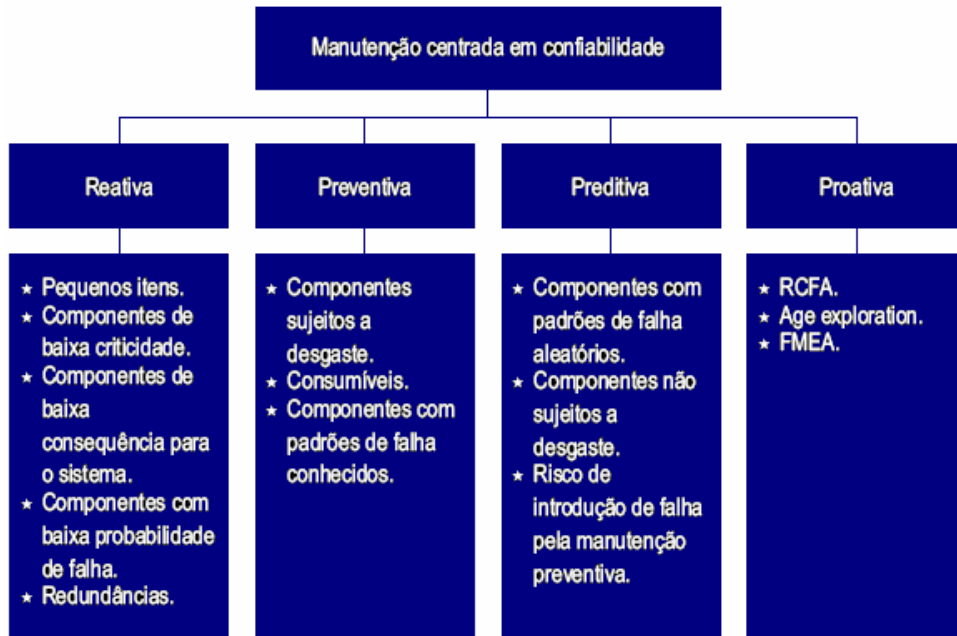 Manutenção centrada em confiabilidade
Reativa
Preventiva
Preditiva
Proativa
★ Pequenos itens.
★ Componentes de
baixa criticidade.
★ Componentes de
baixa
consequência para
o sistema.
★ Componentes com
baixa probabilidade
de falha.
★ Redundâncias.
★ Componentes
sujeitos a
desgaste.
★ Consumíveis.
★ Componentes com
padrões de falha
conhecidos.
★ Componentes com
padrões de falha
aleatórios.
★ Componentes não
sujeitos a
desgaste.
★ Risco de
introdução de falha
pela manutenção
preventiva.
★ RCFA.
★ Age exploration.
★ FMEA.